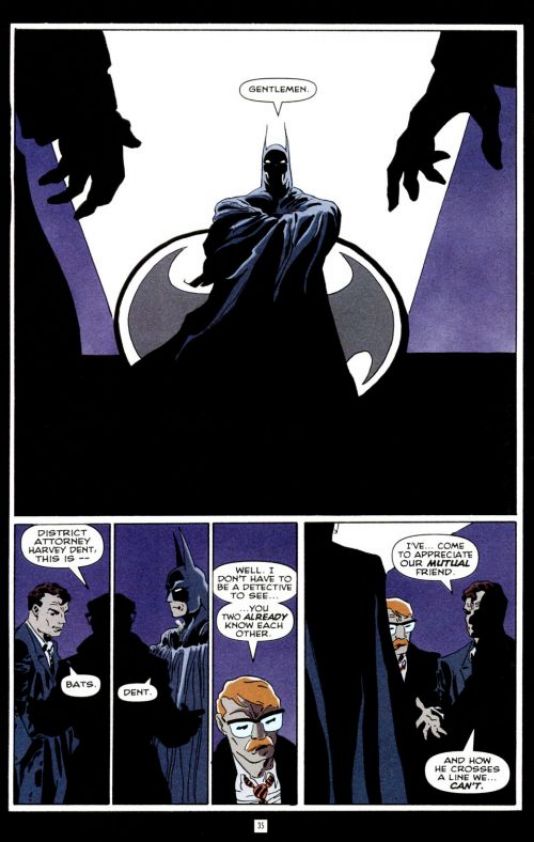 GENTLEMEN.
DISTRICT
ATTORNEY
HARVEY DENT,
THIS IS --
BATS.
DENT.
WELL. I
DON'T HAVE TO
BE A DETECTIVE
TO SEE...
...YOU
TWO ALREADY
KNOW EACH
OTHER.
I'VE... COME
TO APPRECIATE
OUR MUTUAL
FRIEND.
AND HOW
HE CROSSES
A LINE WE...
CAN'T.
35